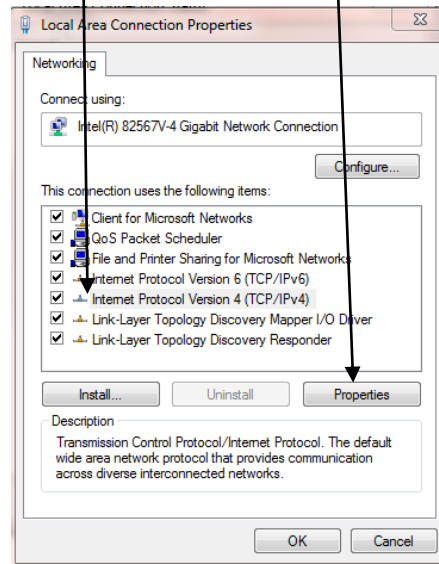 Local Area Connection Properties
Networking
Connect using:
Intel(R) 82567V-4 Gigabit Network Connection
Configure...
This connection uses the following items:
Client for Microsoft Networks
QoS Packet Scheduler
File and Printer Sharing for Microsoft Networks
Internet Protocol Version 6 (TCP/IPv6)
Internet Protocol Version 4 (TCP/IPv4)
Link-Layer Topology Discovery Mapper I/O Driver
Link-Layer Topology Discovery Responder
Install... Uninstall Properties
Description
Transmission Control Protocol/Internet Protocol. The default
wide area network protocol that provides communication
across diverse interconnected networks.
OK Cancel